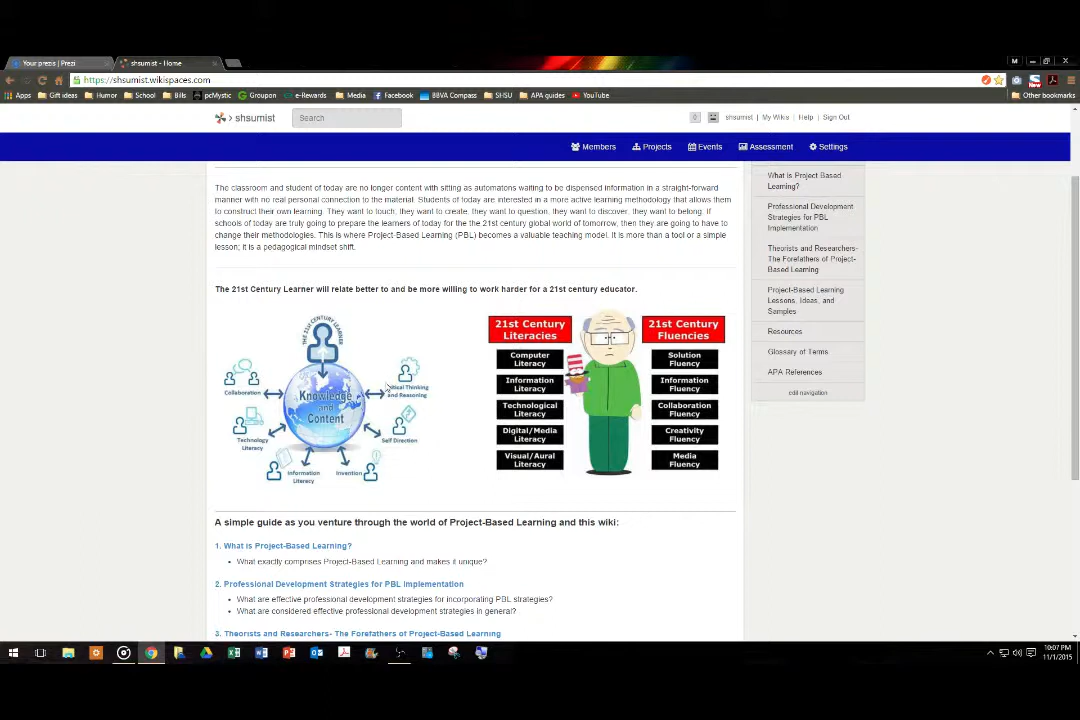 Your prezis | Prezi
shsumist - Home
https://shsumist.wikispaces.com
Apps
Gift ideas
Humor
School
Bills
pcMystic
Groupon
e-Rewards
Media
Facebook
BBVA Compass
SHSU
APA guides
YouTube
Other bookmarks
shsumist
Search
shsumist | My Wikis | Help | Sign Out
Members
Projects
Events
Assessment
Settings
The classroom and student of today are no longer content with sitting as automatons waiting to be dispensed information in a straight-forward
manner with no real personal connection to the material. Students of today are interested in a more active learning methodology that allows them
to construct their own learning. They want to touch, they want to create, they want to question, they want to discover, they want to belong. If
schools of today are truly going to prepare the learners of today for the the 21st century global world of tomorrow, then they are going to have to
change their methodologies. This is where Project-Based Learning (PBL) becomes a valuable teaching model. It is more than a tool or a simple
lesson; it is a pedagogical mindset shift.
The 21st Century Learner will relate better to and be more willing to work harder for a 21st century educator.
THE 21ST CENTURY LEARNER
Collaboration
Critical Thinking
and Reasoning
Knowledge
and
Content
Technology
Literacy
Self Direction
Information
Literacy
Invention
21st Century
Literacies
Computer
Literacy
Information
Literacy
Technological
Literacy
Digital/Media
Literacy
Visual/Aural
Literacy
21st Century
Fluencies
Solution
Fluency
Information
Fluency
Collaboration
Fluency
Creativity
Fluency
Media
Fluency
A simple guide as you venture through the world of Project-Based Learning and this wiki:
1. What is Project-Based Learning?
• What exactly comprises Project-Based Learning and makes it unique?
2. Professional Development Strategies for PBL Implementation
• What are effective professional development strategies for incorporating PBL strategies?
• What are considered effective professional development strategies in general?
3. Theorists and Researchers- The Forefathers of Project-Based Learning
What is Project Based
Learning?
Professional Development
Strategies for PBL
Implementation
Theorists and Researchers-
The Forefathers of Project-
Based Learning
Project-Based Learning
Lessons, Ideas, and
Samples
Resources
Glossary of Terms
APA References
edit navigation
10:07 PM
11/1/2015